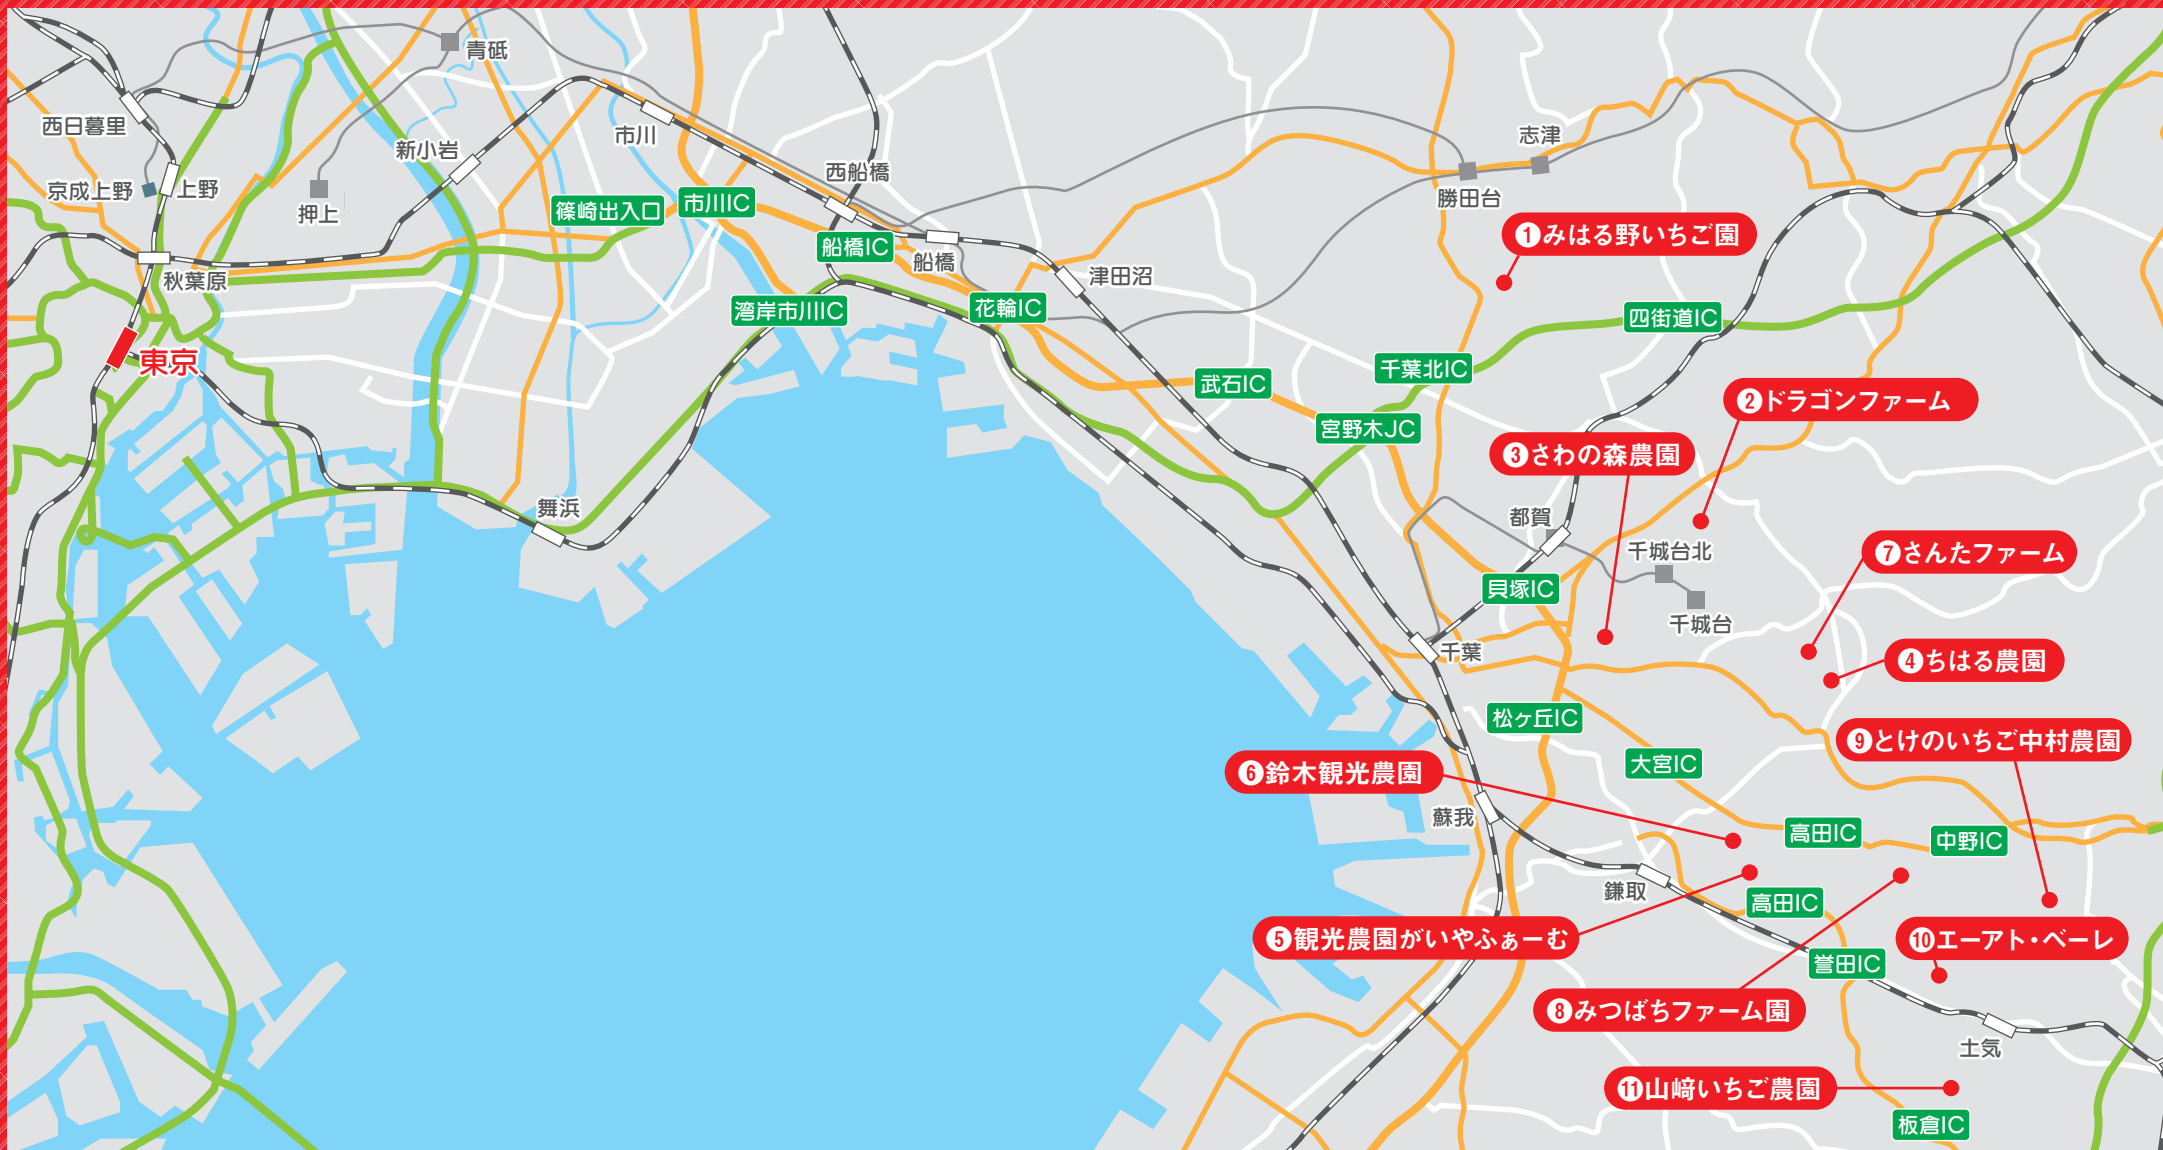 青砥
西日暮里
市川
志津
新小岩
西船橋
京成上野
上野
押上
勝田台
篠崎出入口
市川IC
①みはる野いちご園
船橋IC
船橋
秋葉原
津田沼
湾岸市川IC
花輪IC
四街道IC
東京
千葉北IC
武石IC
②ドラゴンファーム
宮野木JC
③さわの森農園
舞浜
都賀
千城台北
⑦さんたファーム
貝塚IC
千城台
千葉
④ちはる農園
松ヶ丘IC
⑨とけのいちご中村農園
大宮IC
⑥鈴木観光農園
蘇我
高田IC
中野IC
鎌取
高田IC
⑤観光農園がいやふぁーむ
⑩エーアト・ベーレ
誉田IC
⑧みつばちファーム園
土気
⑪山﨑いちご農園
板倉IC